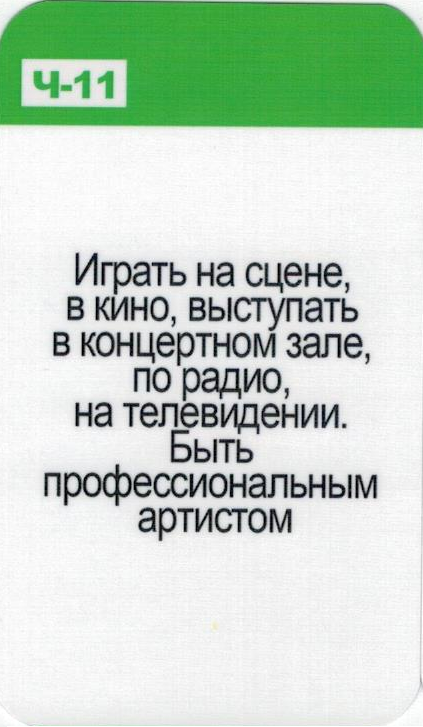 Ч-11
Играть на сцене,
в кино, выступать
в концертном зале,
по радио,
на телевидении.
Быть
профессиональным
артистом